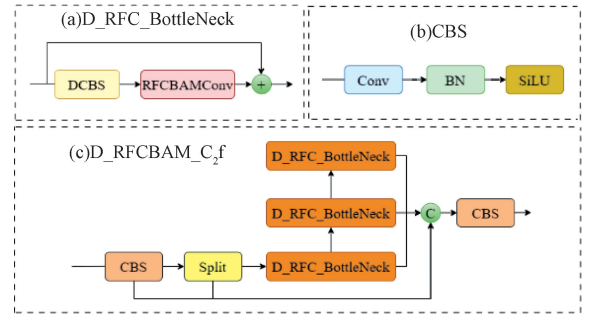 (a)D_RFC_BottleNeck
DCBS
RFCBAMConv
+
(b)CBS
Conv
BN
SiLU
(c)D_RFCBAM_C₂f
D_RFC_BottleNeck
D_RFC_BottleNeck
C
CBS
CBS
Split
D_RFC_BottleNeck